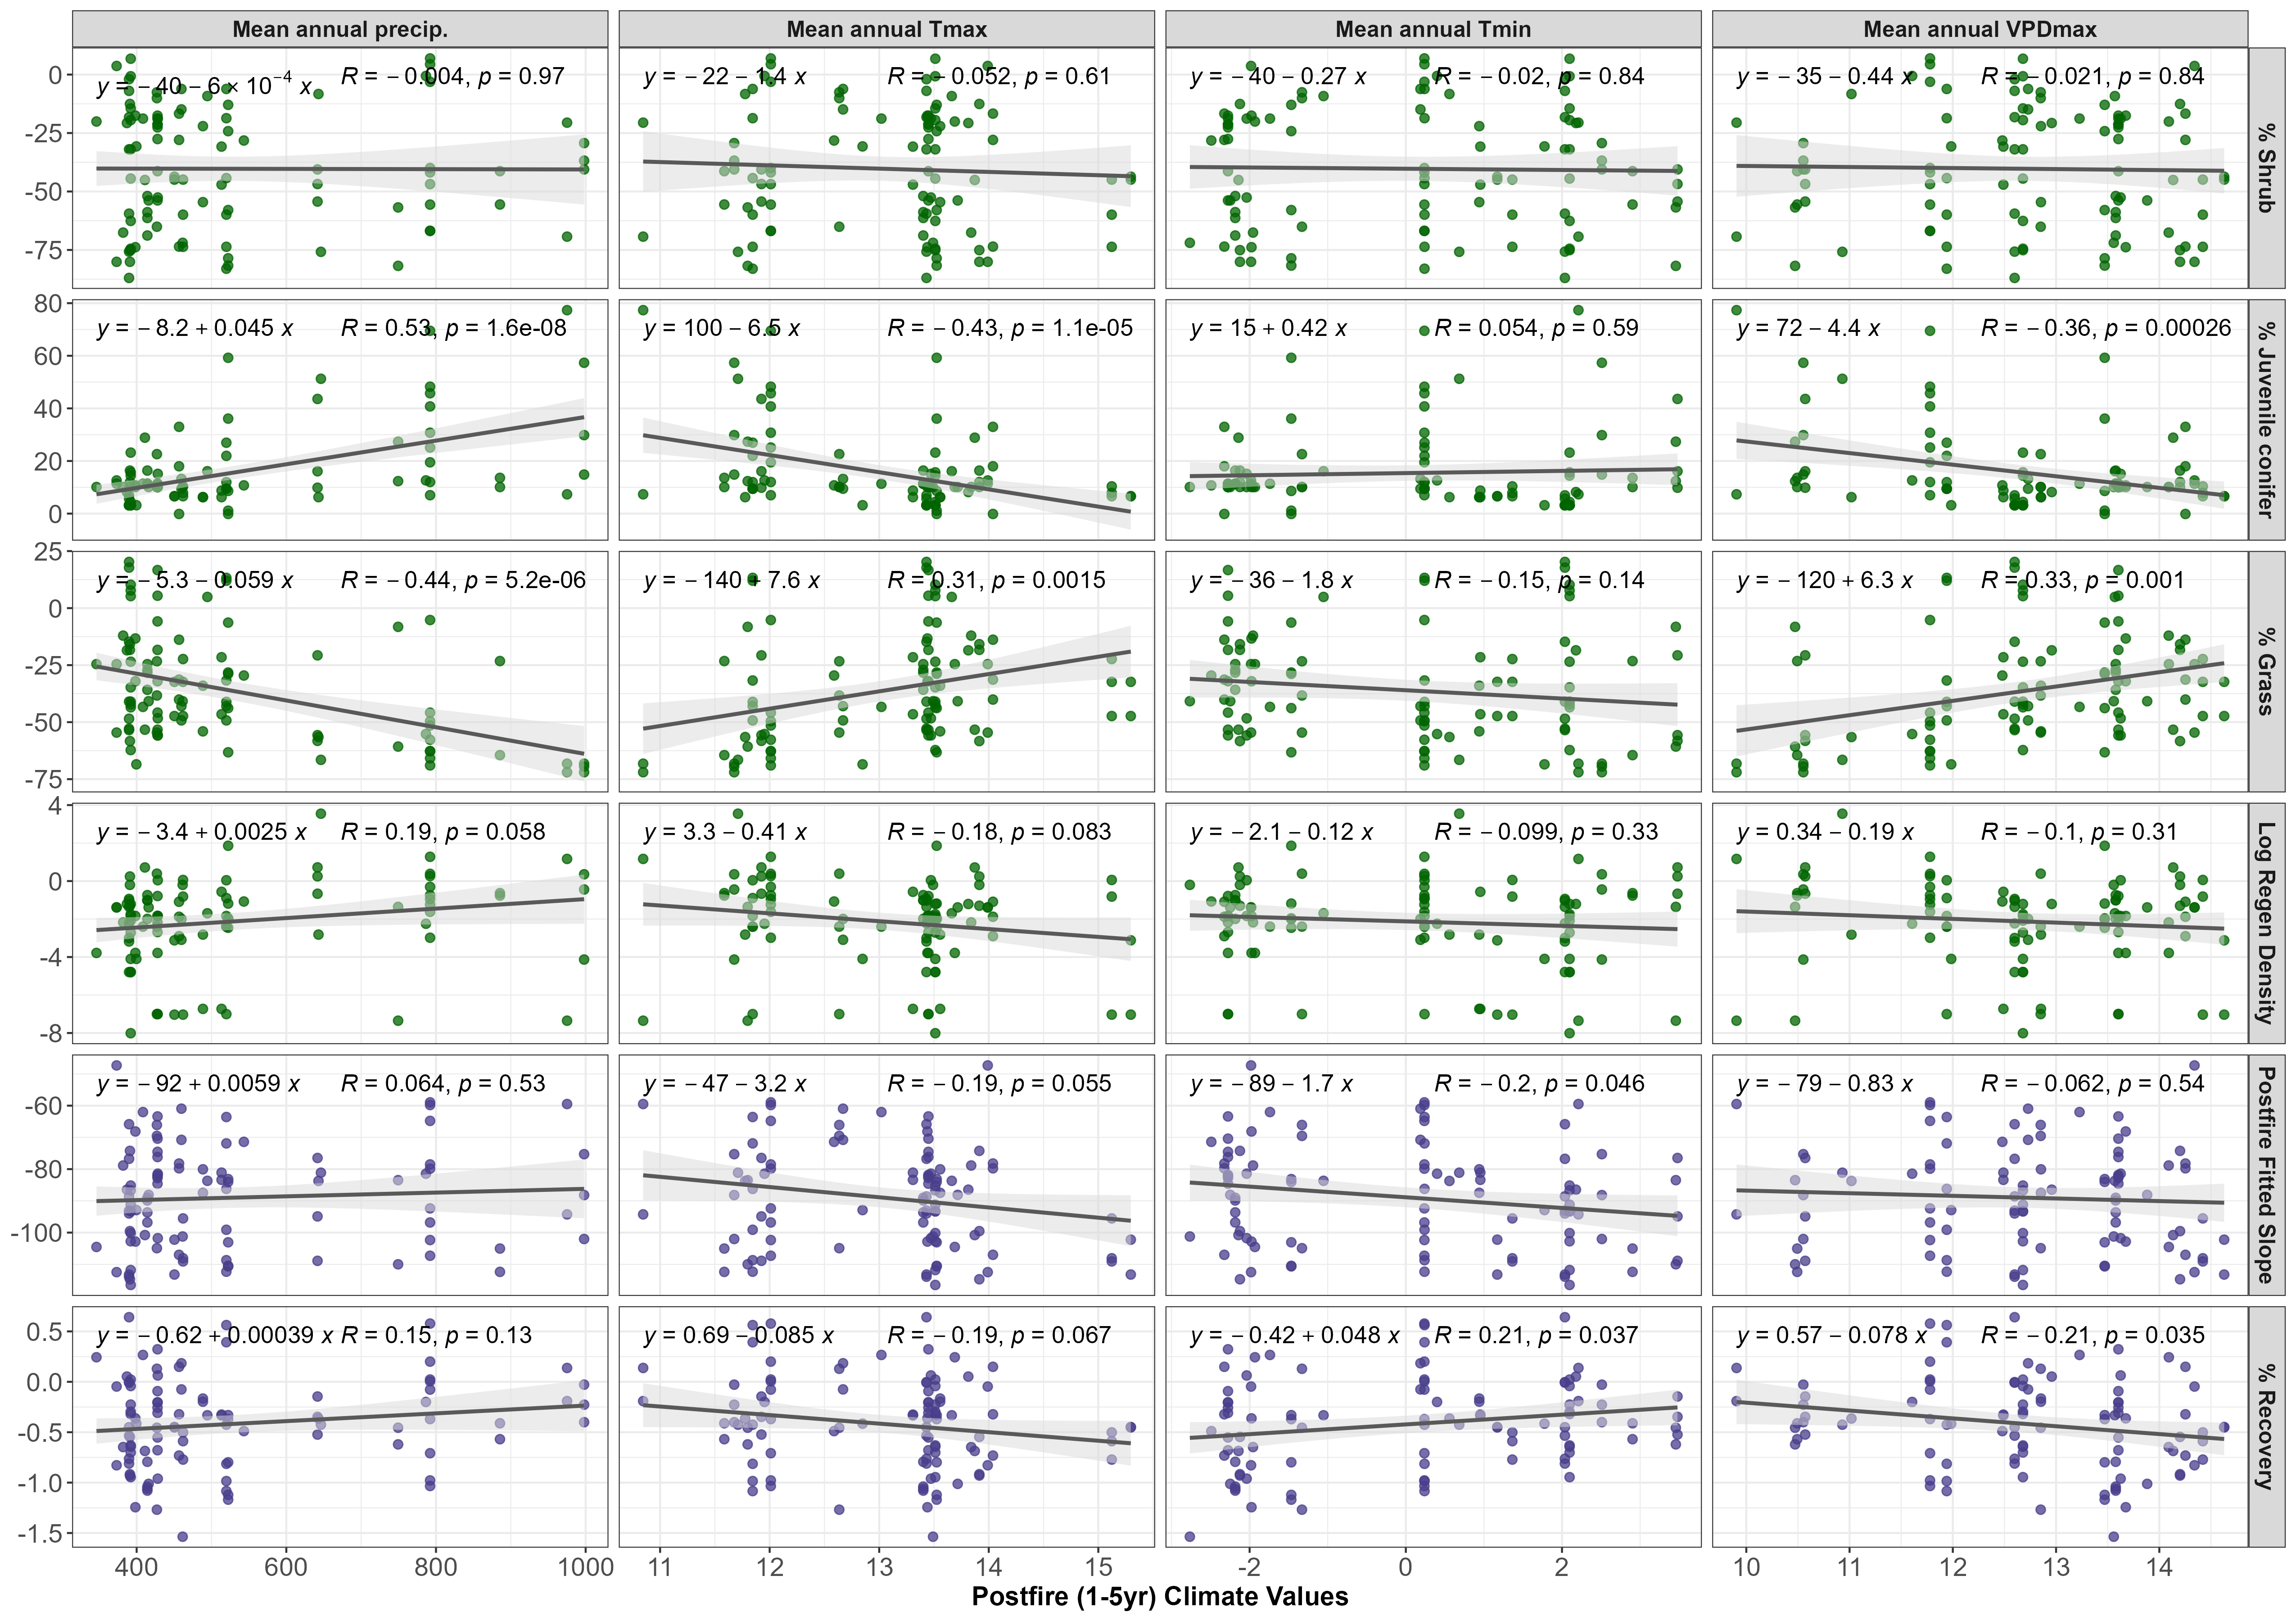 Mean annual precip. Mean annual Tmax Mean annual Tmin Mean annual VPDmax
% Shrub
0
-25
-50
-75
y = − 40 − 6 × 10⁻⁴ x R = − 0.004, p = 0.97
y = − 22 − 1.4 x R = − 0.052, p = 0.61
y = − 40 − 0.27 x R = − 0.02, p = 0.84
y = − 35 − 0.44 x R = − 0.021, p = 0.84
% Juvenile conifer
80
60
40
20
0
y = − 8.2 + 0.045 x R = 0.53, p = 1.6e-08
y = 100 − 6.5 x R = − 0.43, p = 1.1e-05
y = 15 + 0.42 x R = 0.054, p = 0.59
y = 72 − 4.4 x R = − 0.36, p = 0.00026
% Grass
25
0
-25
-50
-75
y = − 5.3 − 0.059 x R = − 0.44, p = 5.2e-06
y = − 140 + 7.6 x R = 0.31, p = 0.0015
y = − 36 − 1.8 x R = − 0.15, p = 0.14
y = − 120 + 6.3 x R = 0.33, p = 0.001
Log Regen Density
4
0
-4
-8
y = − 3.4 + 0.0025 x R = 0.19, p = 0.058
y = 3.3 − 0.41 x R = − 0.18, p = 0.083
y = − 2.1 − 0.12 x R = − 0.099, p = 0.33
y = 0.34 − 0.19 x R = − 0.1, p = 0.31
Postfire Fitted Slope
-60
-80
-100
y = − 92 + 0.0059 x R = 0.064, p = 0.53
y = − 47 − 3.2 x R = − 0.19, p = 0.055
y = − 89 − 1.7 x R = − 0.2, p = 0.046
y = − 79 − 0.83 x R = − 0.062, p = 0.54
% Recovery
0.5
0.0
-0.5
-1.0
-1.5
y = − 0.62 + 0.00039 x R = 0.15, p = 0.13
y = 0.69 − 0.085 x R = − 0.19, p = 0.067
y = − 0.42 + 0.048 x R = 0.21, p = 0.037
y = 0.57 − 0.078 x R = − 0.21, p = 0.035
400 600 800 1000 11 12 13 14 15 -2 0 2 10 11 12 13 14
Postfire (1-5yr) Climate Values